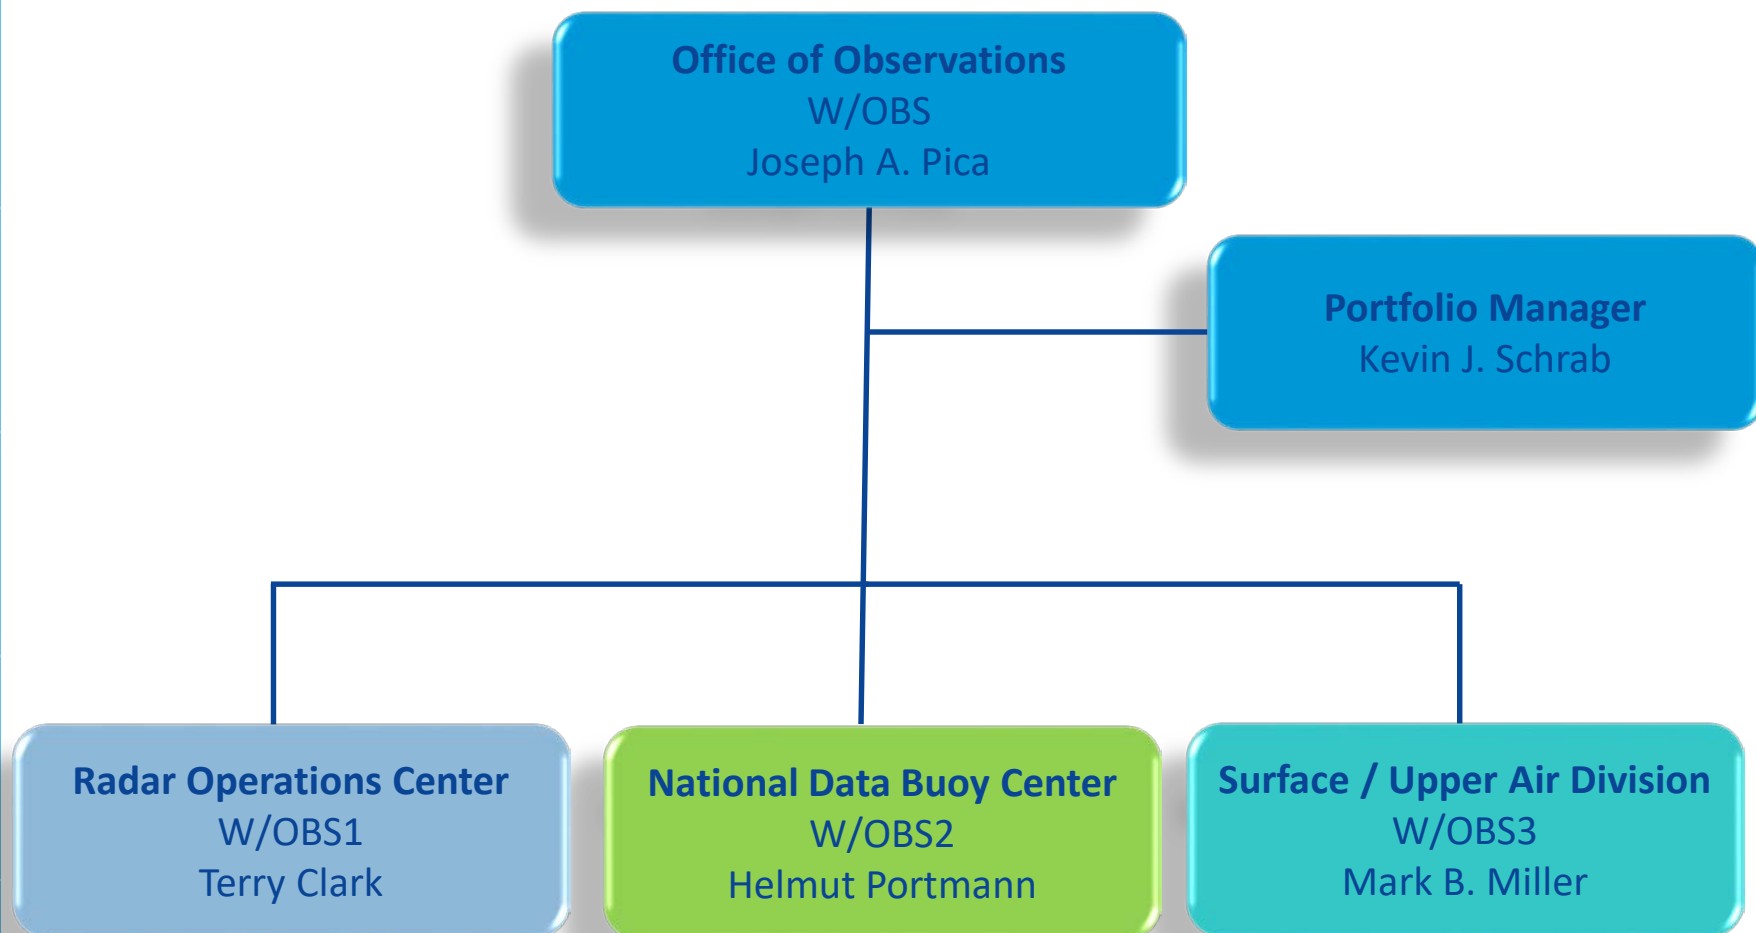 Office of Observations
W/OBS
Joseph A. Pica
Portfolio Manager
Kevin J. Schrab
Radar Operations Center
W/OBS1
Terry Clark
National Data Buoy Center
W/OBS2
Helmut Portmann
Surface / Upper Air Division
W/OBS3
Mark B. Miller